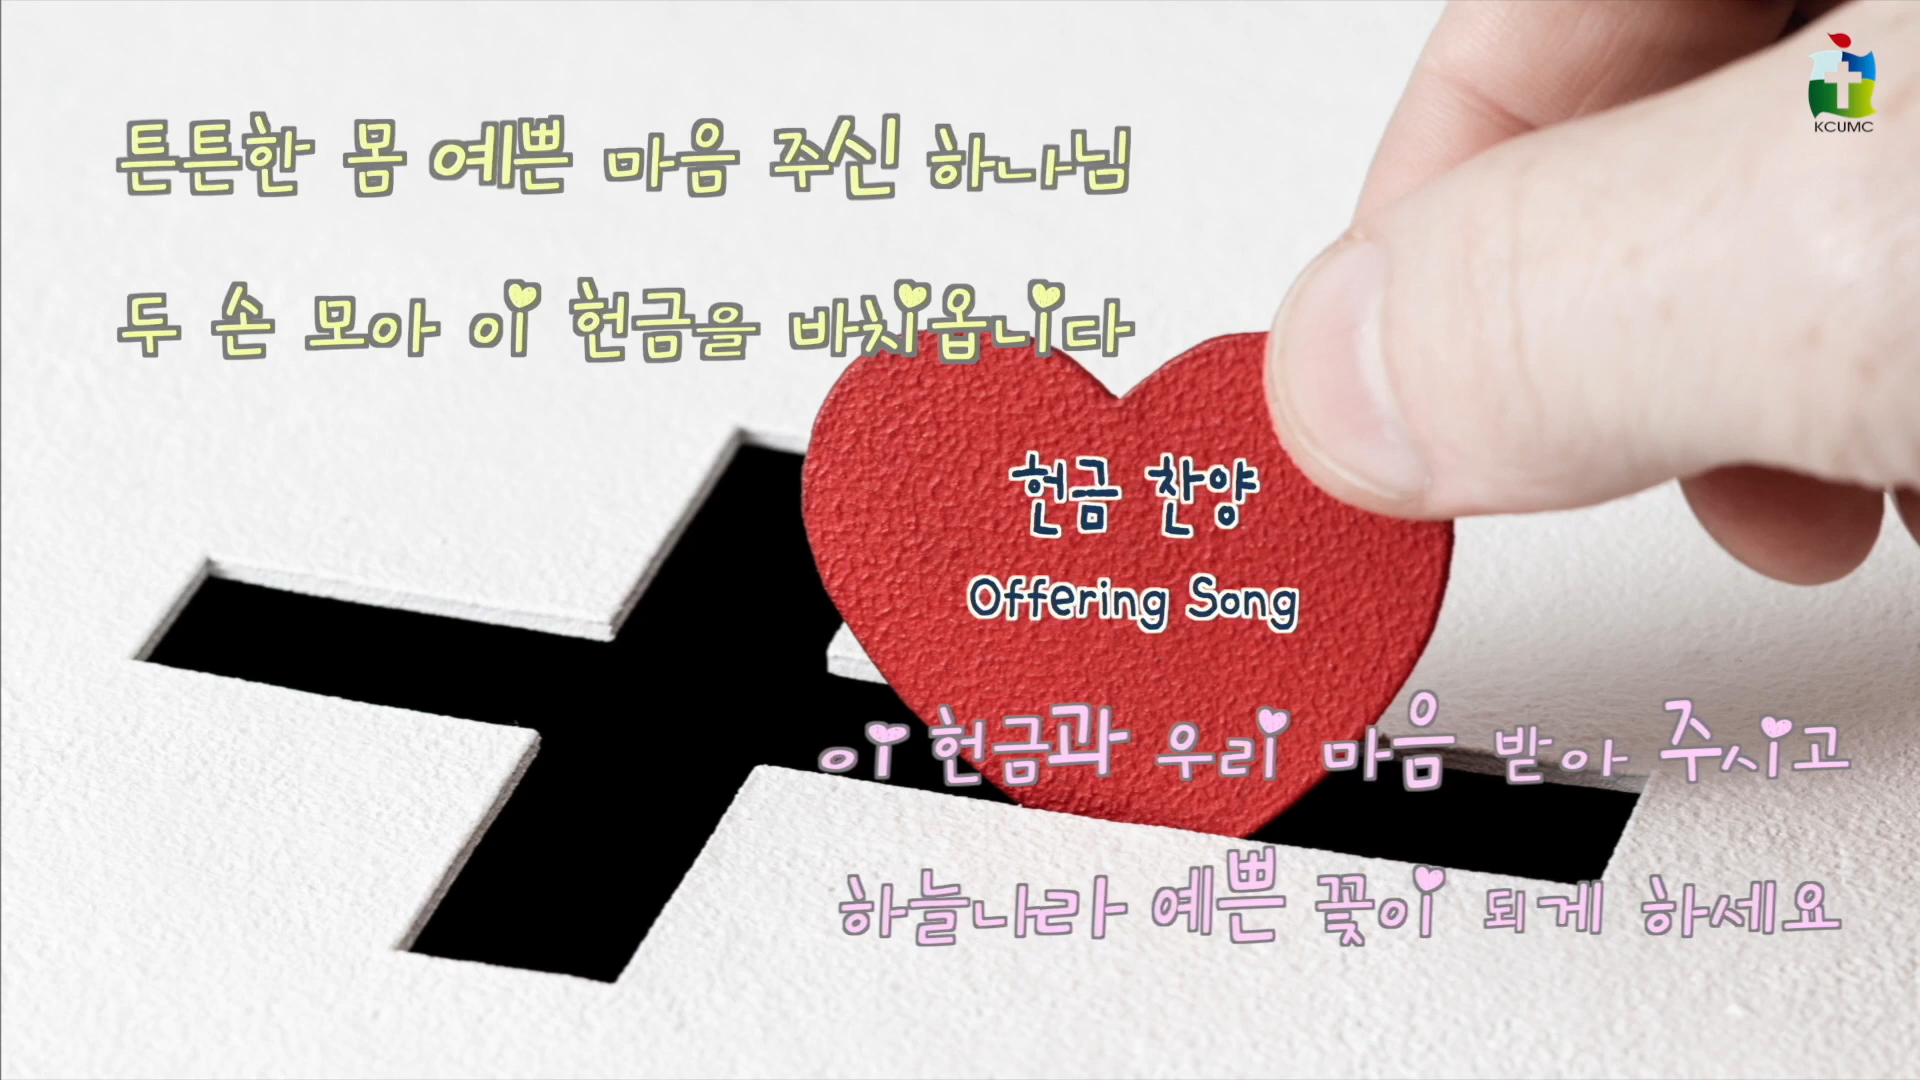 KCUMC
튼튼한 몸 예쁜 마음 주신 하나님
두 손 모아 이 헌금을 바치옵니다
헌금 찬양
Offering Song
이 헌금과 우리 마음 받아 주시고
하늘나라 예쁜 꽃이 되게 하세요